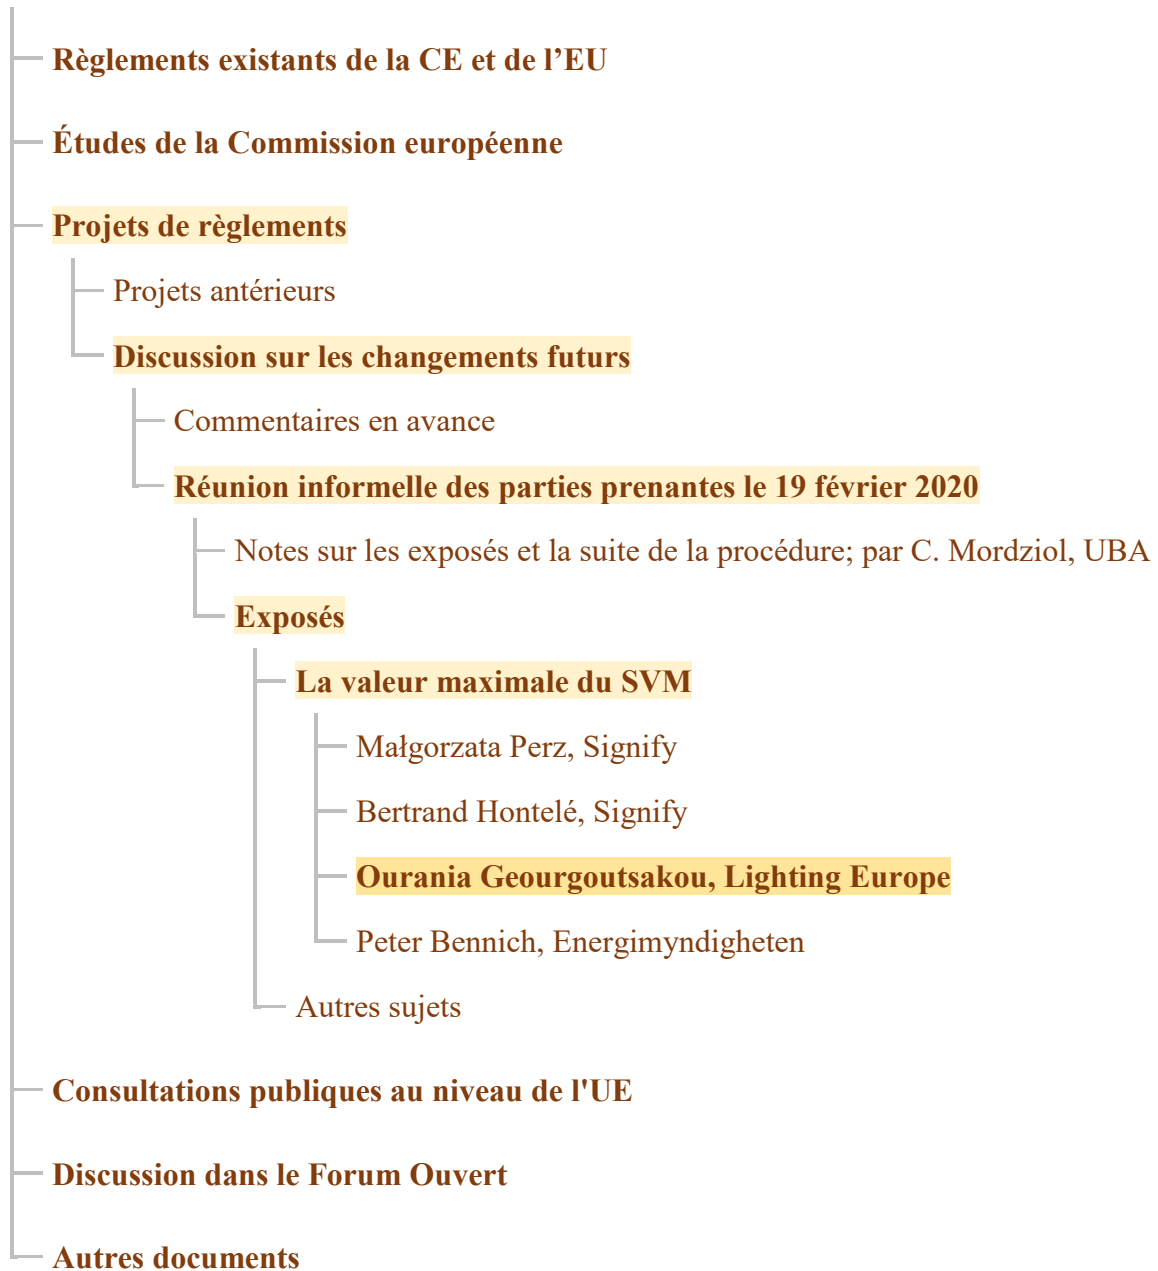 Règlements existants de la CE et de l’EU
Études de la Commission européenne
Projets de règlements
Projets antérieurs
Discussion sur les changements futurs
Commentaires en avance
Réunion informelle des parties prenantes le 19 février 2020
Notes sur les exposés et la suite de la procédure; par C. Mordziol, UBA
Exposés
La valeur maximale du SVM
Małgorzata Perz, Signify
Bertrand Hontelé, Signify
Ourania Geourgoutsakou, Lighting Europe
Peter Bennich, Energimyndigheten
Autres sujets
Consultations publiques au niveau de l'UE
Discussion dans le Forum Ouvert
Autres documents